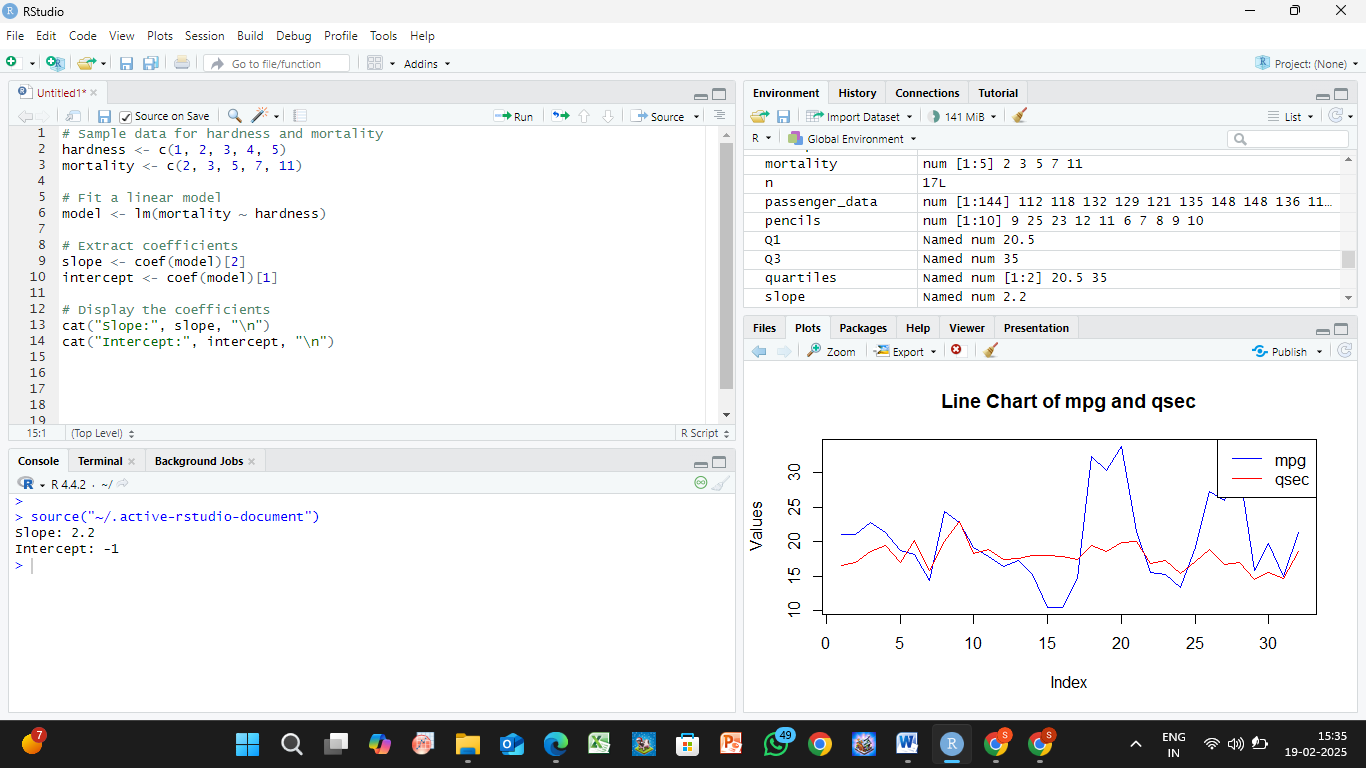 RStudio
File Edit Code View Plots Session Build Debug Profile Tools Help
Go to file/function Addins Project: (None)
Untitled1*
Source on Save Run Source
1 # Sample data for hardness and mortality
2 hardness <- c(1, 2, 3, 4, 5)
3 mortality <- c(2, 3, 5, 7, 11)
4
5 # Fit a linear model
6 model <- lm(mortality ~ hardness)
7
8 # Extract coefficients
9 slope <- coef(model)[2]
10 intercept <- coef(model)[1]
11
12 # Display the coefficients
13 cat("Slope:", slope, "\n")
14 cat("Intercept:", intercept, "\n")
15
16
17
18
19
15:1 (Top Level) R Script
Console Terminal Background Jobs
R 4.4.2 · ~/
>
> source("~/.active-rstudio-document")
Slope: 2.2
Intercept: -1
>
Environment History Connections Tutorial
Import Dataset 141 MiB List
R Global Environment
mortality num [1:5] 2 3 5 7 11
n 17L
passenger_data num [1:144] 112 118 132 129 121 135 148 148 136 11...
pencils num [1:10] 9 25 23 12 11 6 7 8 9 10
Q1 Named num 20.5
Q3 Named num 35
quartiles Named num [1:2] 20.5 35
slope Named num 2.2
Files Plots Packages Help Viewer Presentation
Zoom Export Publish
Line Chart of mpg and qsec
mpg
qsec
Values
30
25
20
15
10
0 5 10 15 20 25 30
Index
7
49
S
S
ENG
IN
15:35
19-02-2025